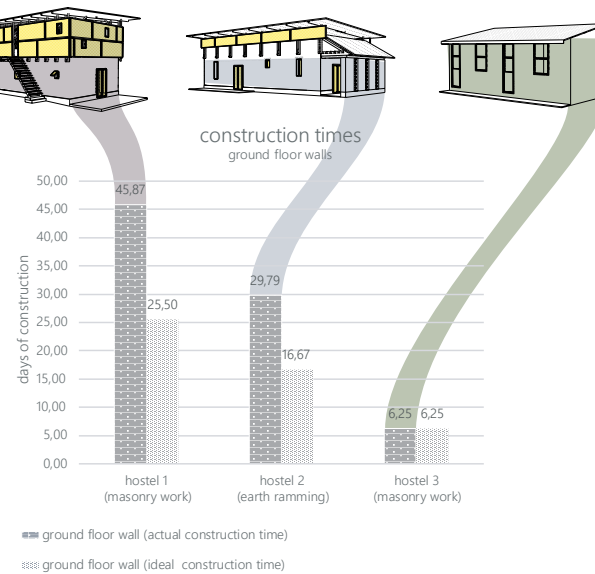 construction times
ground floor walls
days of construction
50,00
45,00
40,00
35,00
30,00
25,00
20,00
15,00
10,00
5,00
0,00
45,87
25,50
29,79
16,67
6,25 6,25
hostel 1
(masonry work)
hostel 2
(earth ramming)
hostel 3
(masonry work)
ground floor wall (actual construction time)
ground floor wall (ideal construction time)